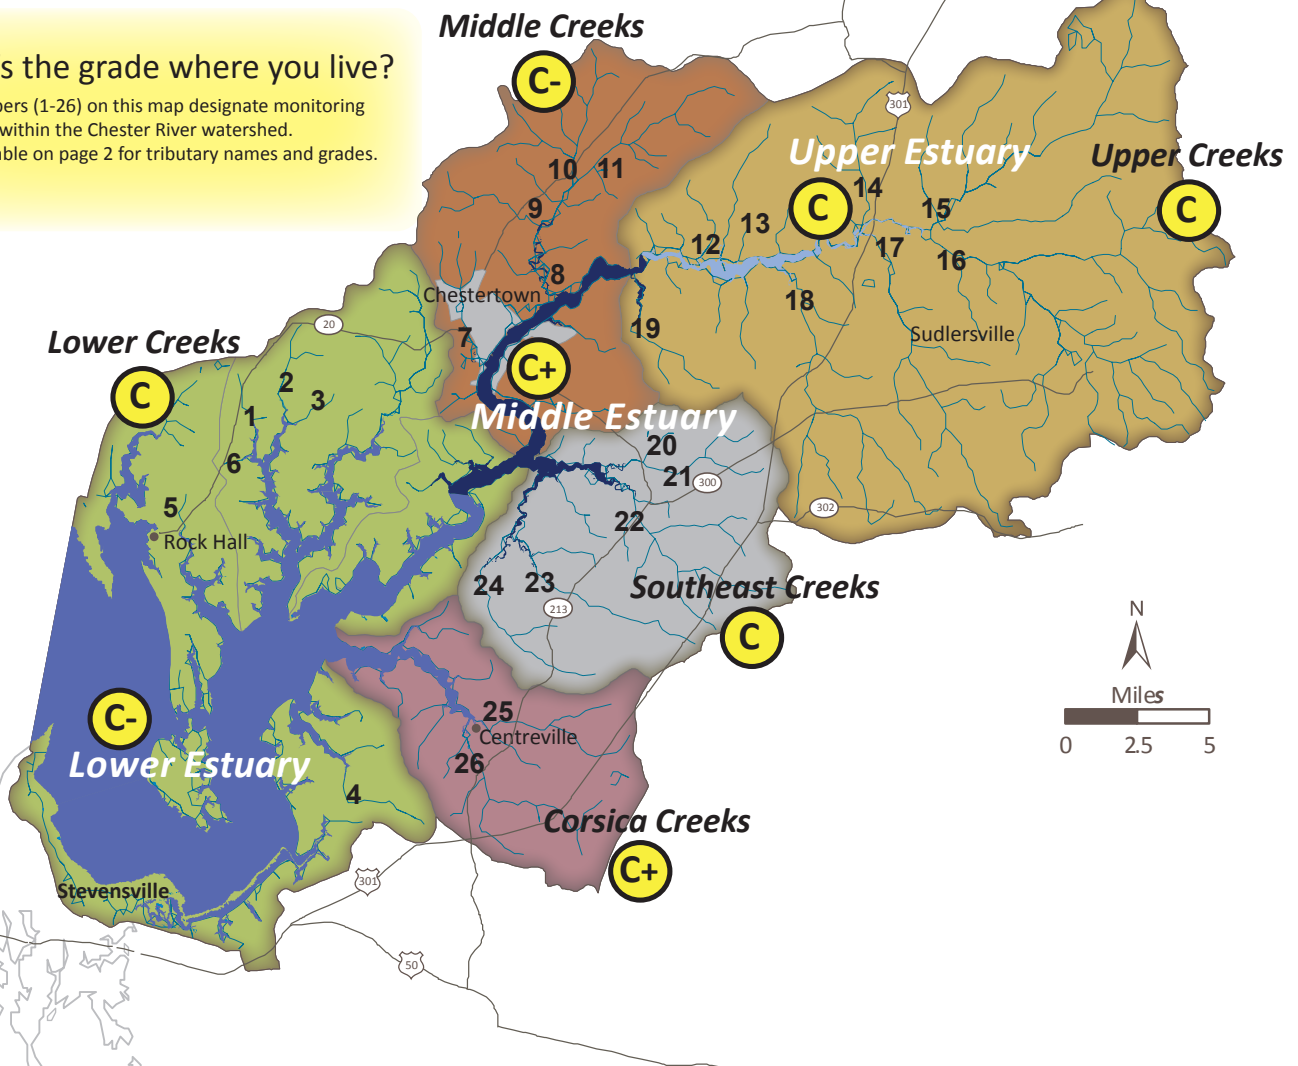 Middle Creeks
C-
s the grade where you live?
bers (1-26) on this map designate monitoring
within the Chester River watershed.
ble on page 2 for tributary names and grades.
301
Upper Estuary
C
Upper Creeks
C
10
11
9
8
12
13
14
15
16
17
18
19
Sudlersville
Chestertown
7
C+
Middle Estuary
20
Lower Creeks
C
2
3
1
6
5
Rock Hall
20
21
300
302
22
24
23
213
Southeast Creeks
C
N
Miles
0 2.5 5
C-
Lower Estuary
4
25
Centreville
26
Corsica Creeks
C+
Stevensville
301
50